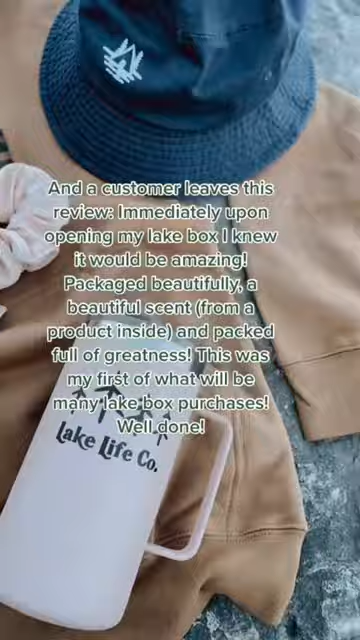 And a customer leaves this
review: Immediately upon
opening my lake box I knew
it would be amazing!
Packaged beautifully, a
beautiful scent (from a
product inside) and packed
full of greatness! This was
my first of what will be
many lake box purchases!
Well done!
Lake Life Co.